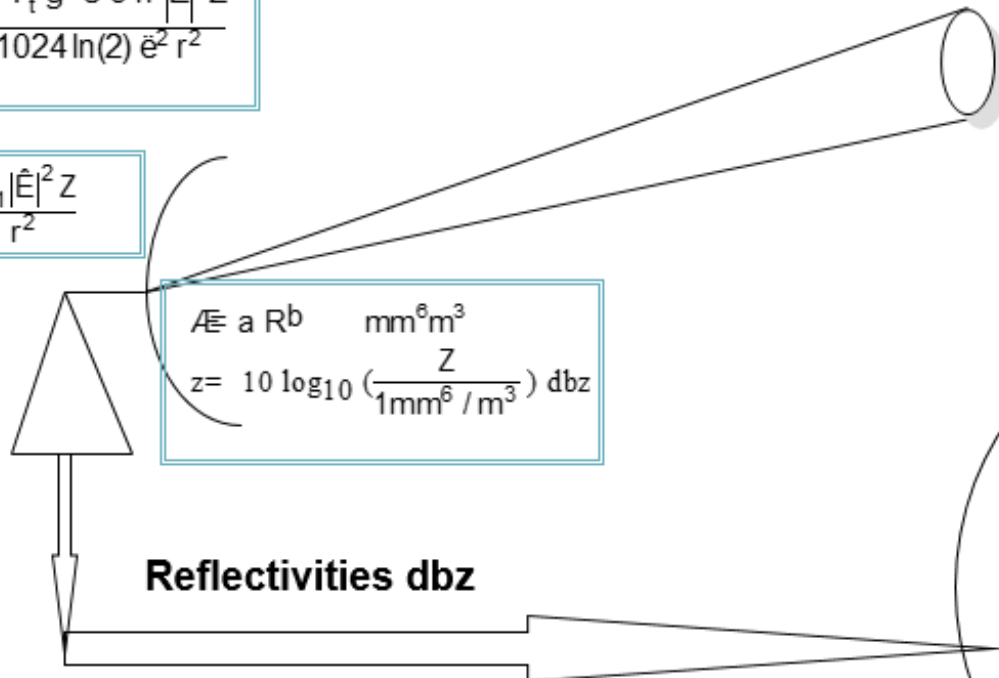 1024 ln(2) ë² r²
|Ê|² Z
r²
Æ= a Rᵇ mm⁶m³
z= 10 log₁₀ (Z / 1mm⁶ / m³) dbz
Reflectivities dbz